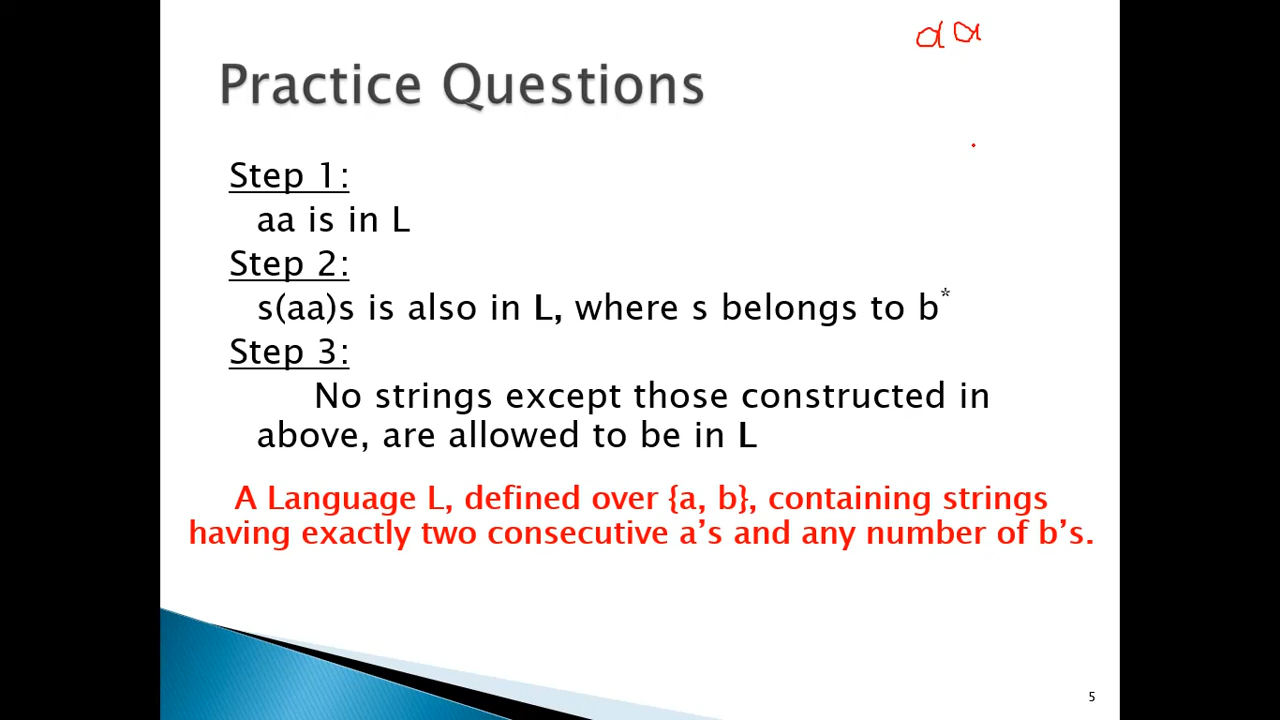 aa
Practice Questions
Step 1:
aa is in L
Step 2:
s(aa)s is also in L, where s belongs to b*
Step 3:
No strings except those constructed in
above, are allowed to be in L
A Language L, defined over {a, b}, containing strings
having exactly two consecutive a’s and any number of b’s.
5